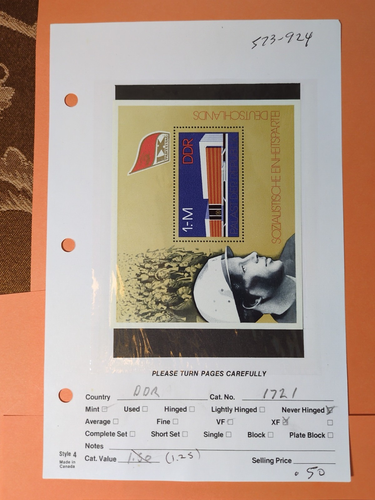 573-924
SOZIALISTISCHE EINHEITSPARTEI DEUTSCHLANDS
DDR
1,-M
IX
PLEASE TURN PAGES CAREFULLY
Country DDR Cat. No. 1721
Mint Used Hinged Lightly Hinged Never Hinged
Average Fine VF XF
Complete Set Short Set Single Block Plate Block
Notes
Style 4
Made in
Canada
Cat. Value 1.50 (1.25) Selling Price .50